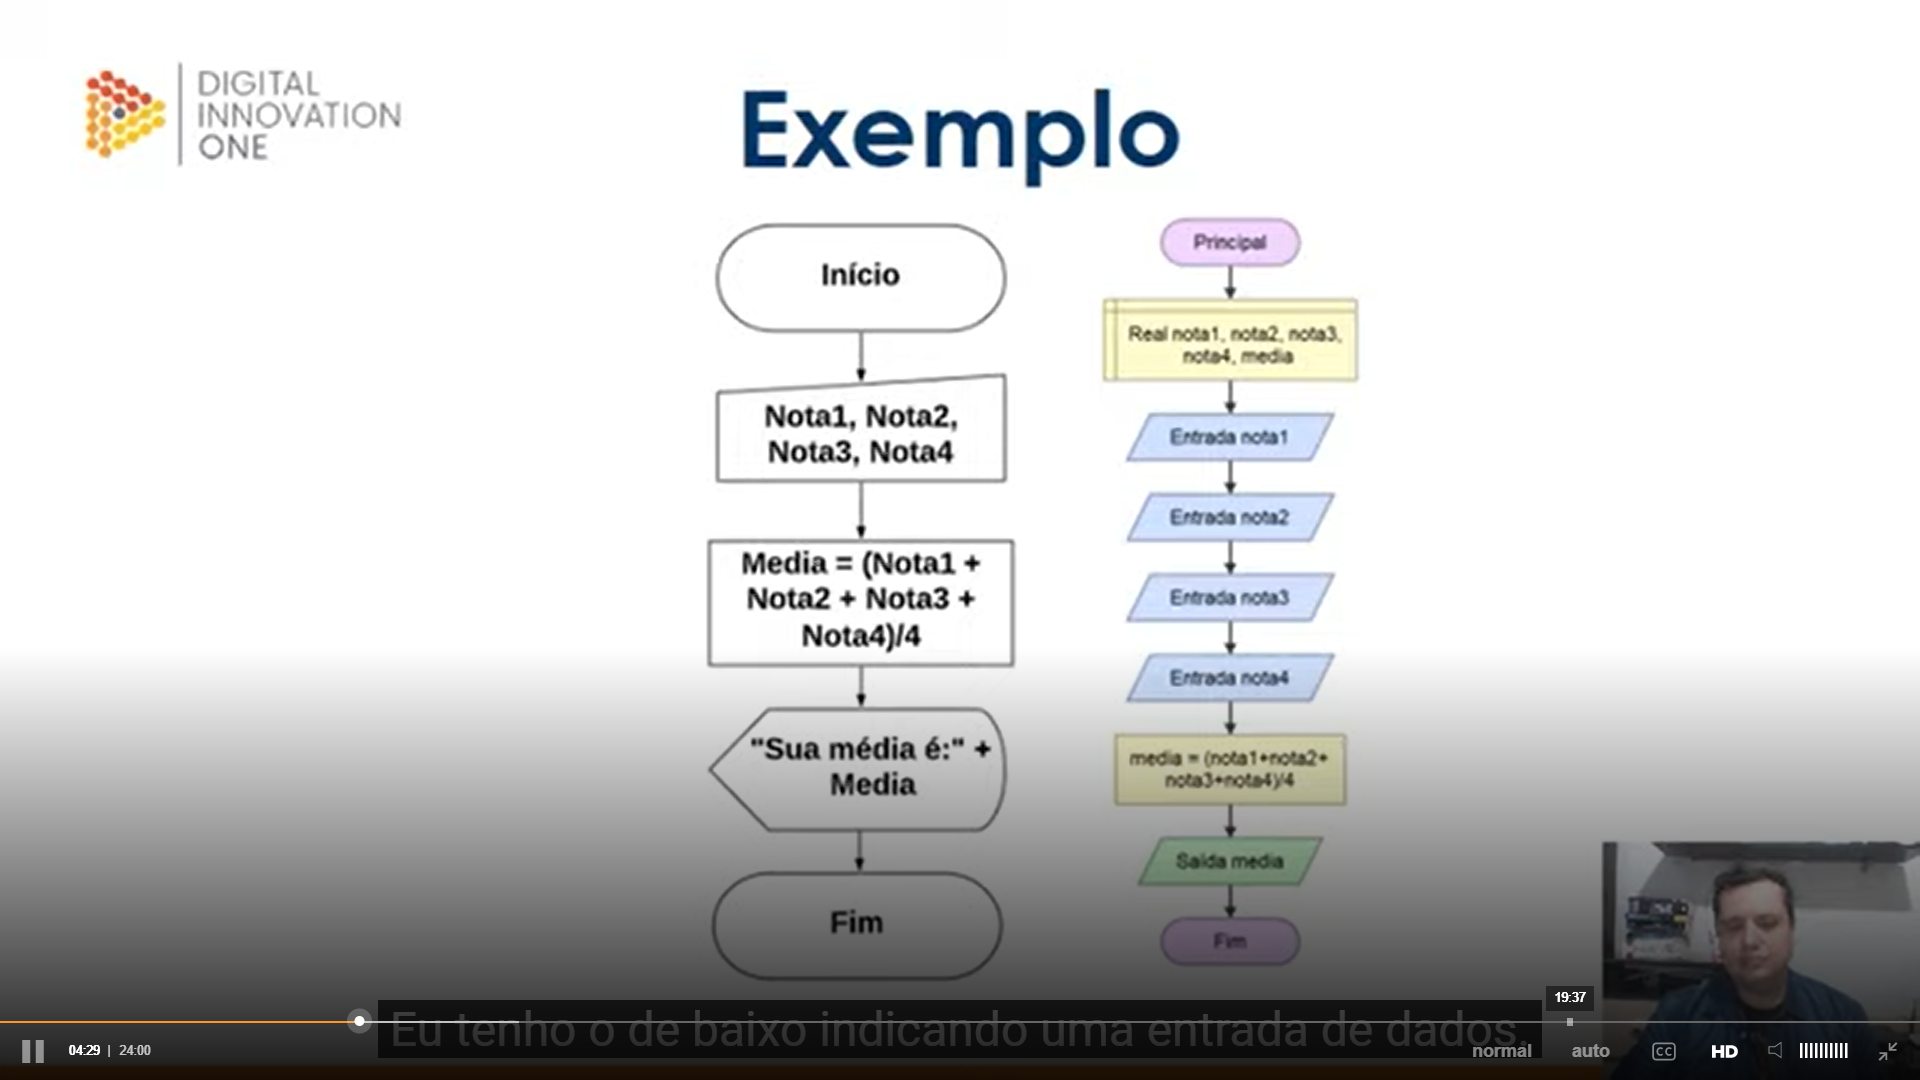 DIGITAL
INNOVATION
ONE
Exemplo
Início
Nota1, Nota2,
Nota3, Nota4
Media = (Nota1 +
Nota2 + Nota3 +
Nota4)/4
"Sua média é:" +
Media
Fim
Principal
Real nota1, nota2, nota3,
nota4, media
Entrada nota1
Entrada nota2
Entrada nota3
Entrada nota4
media = (nota1+nota2+
nota3+nota4)/4
Saída media
Fim
19:37
Eu tenho o de baixo indicando uma entrada de dados.
04:29 | 24:00
normal
auto
CC
HD